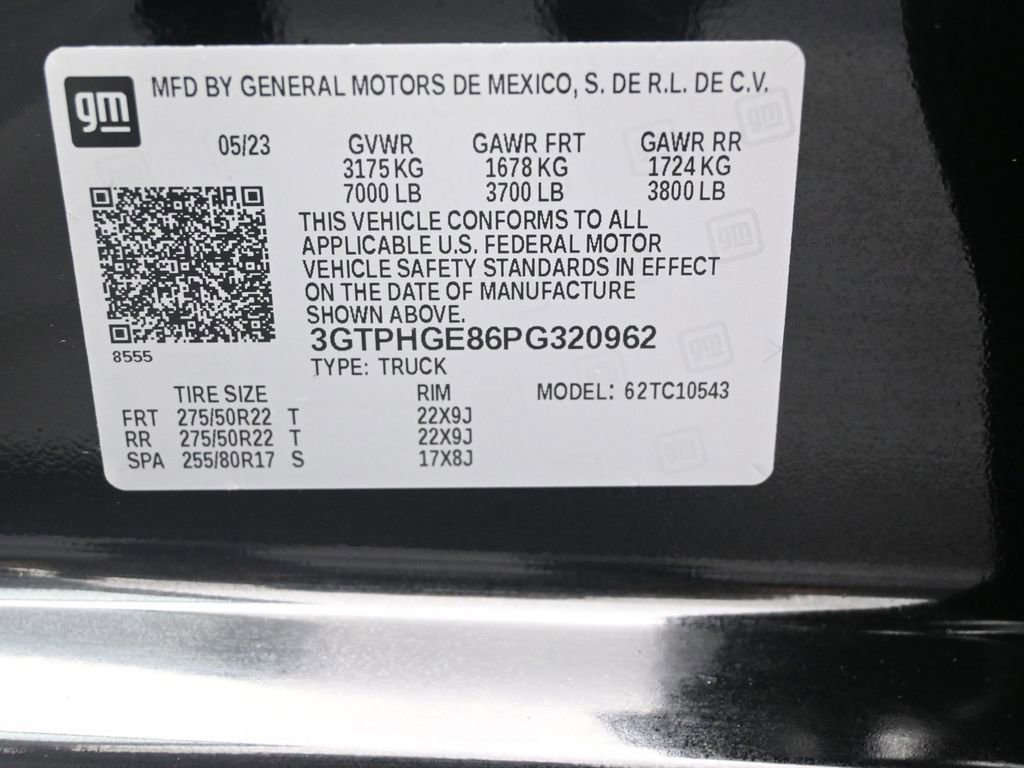 gm
MFD BY GENERAL MOTORS DE MEXICO, S. DE R.L. DE C.V.
05/23 GVWR GAWR FRT GAWR RR
3175 KG 1678 KG 1724 KG
7000 LB 3700 LB 3800 LB
THIS VEHICLE CONFORMS TO ALL
APPLICABLE U.S. FEDERAL MOTOR
VEHICLE SAFETY STANDARDS IN EFFECT
ON THE DATE OF MANUFACTURE
SHOWN ABOVE.
3GTPHGE86PG320962
8555
TYPE: TRUCK
TIRE SIZE RIM MODEL: 62TC10543
FRT 275/50R22 T 22X9J
RR 275/50R22 T 22X9J
SPA 255/80R17 S 17X8J